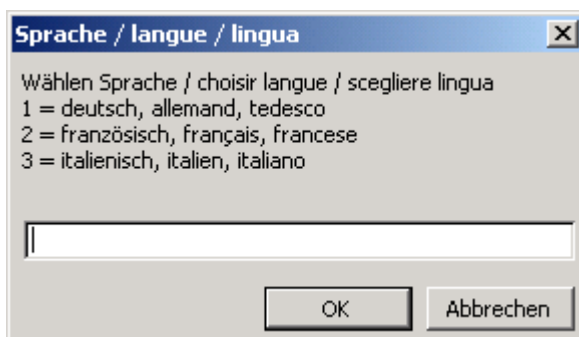 Sprache / langue / lingua
Wählen Sprache / choisir langue / scegliere lingua
1 = deutsch, allemand, tedesco
2 = französisch, français, francese
3 = italienisch, italien, italiano
OK
Abbrechen